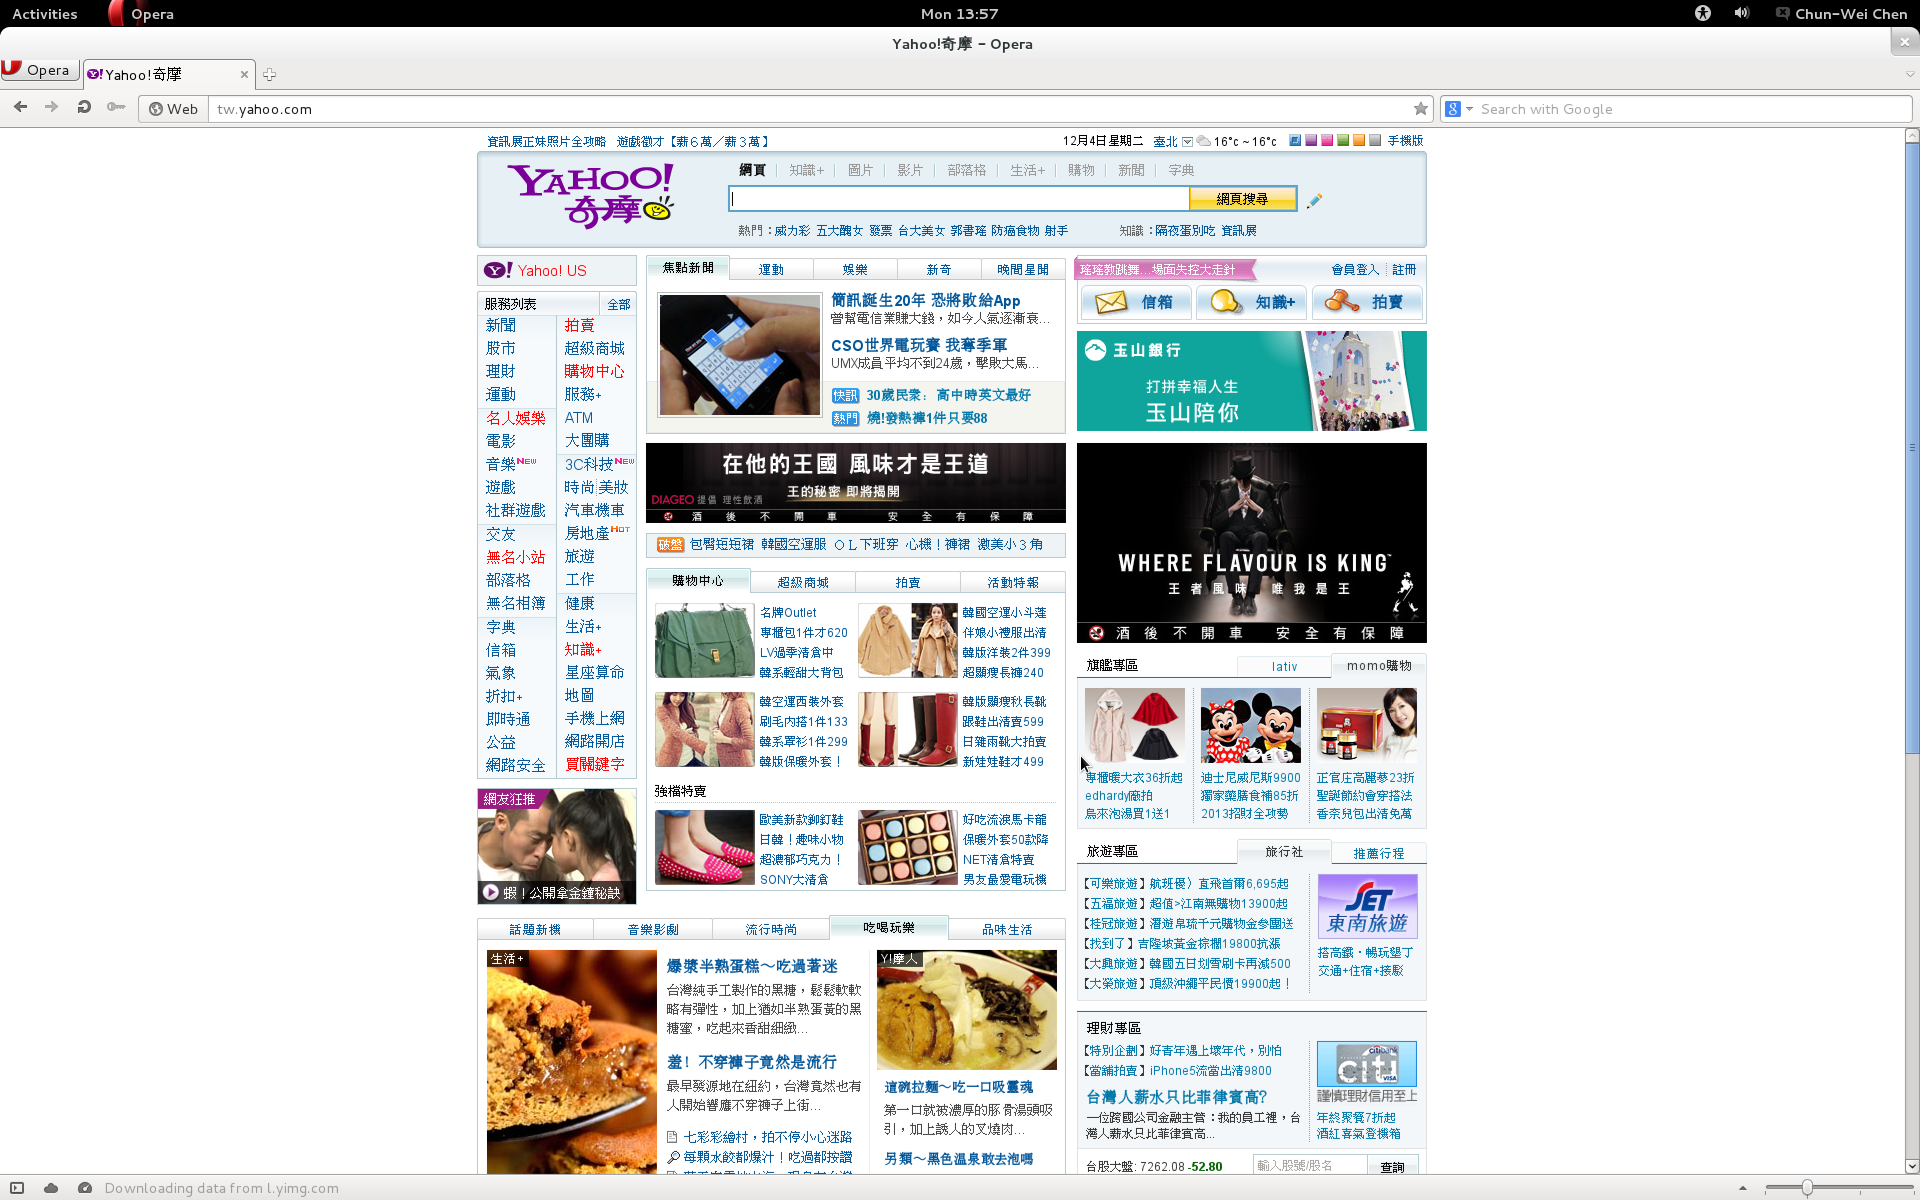 Activities Opera Mon 13:57 Chun-Wei Chen
Yahoo!奇摩 - Opera
Opera Yahoo!奇摩
Web tw.yahoo.com Search with Google
資訊展正妹照片全攻略 遊戲徵才【薪6萬／薪3萬】 12月4日星期二 臺北 16°c ~ 16°c 手機版
YAHOO! 奇摩
網頁 知識+ 圖片 影片 部落格 生活+ 購物 新聞 字典
網頁搜尋
熱門：威力彩 五大醜女 發票 台大美女 郭書瑤 防癌食物 射手 知識：隔夜蛋別吃 資訊展
Y! Yahoo! US
服務列表 全部
新聞 拍賣
股市 超級商城
理財 購物中心
運動 服務+
名人娛樂 ATM
電影 大團購
音樂NEW 3C科技NEW
遊戲 時尚 美妝
社群遊戲 汽車機車
交友 房地產HOT
無名小站 旅遊
部落格 工作
無名相簿 健康
字典 生活+
信箱 知識+
氣象 星座算命
折扣+ 地圖
即時通 手機上網
公益 網路開店
網路安全 買關鍵字
網友狂推
蝦！公開拿金鐘秘訣
焦點新聞 運動 娛樂 新奇 晚間星聞
簡訊誕生20年 恐將敗給App
曾幫電信業賺大錢，如今人氣逐漸衰...
CSO世界電玩賽 我奪季軍
UMX成員平均不到24歲，擊敗大馬...
快訊 30歲民眾：高中時英文最好
熱門 燒!發熱褲1件只要88
在他的王國 風味才是王道
王的秘密 即將揭開
DIAGEO 提倡 理性飲酒
酒後不開車 安全有保障
破盤 包臀短短裙 韓國空運服 ＯＬ下班穿 心機！褲裙 激美小3角
購物中心 超級商城 拍賣 活動特報
名牌Outlet
專櫃包1件才620
LV過季清倉中
韓系輕甜大背包
韓國空運小斗篷
伴娘小禮服出清
韓版洋裝2件399
超顯瘦長褲240
韓空運西裝外套
刷毛內搭1件133
韓系罩衫1件299
韓版保暖外套！
韓版顯瘦秋長靴
跟鞋出清賣599
日雜雨靴大拍賣
新娃娃鞋才499
強檔特賣
歐美新款鉚釘鞋
日韓！趣味小物
超濃郁巧克力！
SONY大清倉
好吃流淚馬卡龍
保暖外套50款降
NET清倉特賣
男友最愛電玩機
瑤瑤教跳舞...場面失控大走針 會員登入 註冊
信箱 知識+ 拍賣
玉山銀行
打拼幸福人生
玉山陪你
WHERE FLAVOUR IS KING
王者風味 唯我是王
酒後不開車 安全有保障
旗艦專區 lativ momo購物
專櫃暖大衣36折起
edhardy廠拍
烏來泡湯買1送1
迪士尼威尼斯9900
獨家藥膳食補85折
2013招財全攻勢
正官庄高麗蔘23折
聖誕節約會穿搭法
香奈兒包出清免萬
旅遊專區 旅行社 推薦行程
【可樂旅遊】航班優〉直飛首爾6,695起
【五福旅遊】超值>江南無購物13900起
【桂冠旅遊】潛遊帛琉千元購物金參團送
【找到了】吉隆坡黃金棕櫚19800抗漲
【大興旅遊】韓國五日划雪刷卡再減500
【大榮旅遊】頂級沖繩平民價19900起！
JET
東南旅遊
搭高鐵・暢玩墾丁
交通+住宿+接駁
理財專區
【特別企劃】好青年遇上壞年代，別怕
【當鋪拍賣】iPhone5流當出清9800
台灣人薪水只比菲律賓高?
一位跨國公司金融主管：我的員工裡，台
灣人薪水只比菲律賓高...
citibank
citi
VISA
謹慎理財信用至上
年終聚餐7折起
酒紅喜氣登機箱
台股大盤: 7262.08 -52.80 輸入股號/股名 查詢
話題新機 音樂影劇 流行時尚 吃喝玩樂 品味生活
生活+
爆漿半熟蛋糕～吃過著迷
台灣純手工製作的黑糖，鬆鬆軟軟
略有彈性，加上猶如半熟蛋黃的黑
糖蜜，吃起來香甜細緻...
羞！不穿褲子竟然是流行
最早發源地在紐約，台灣竟然也有
人開始響應不穿褲子上街...
七彩彩繪村，拍不停小心迷路
每顆水餃都爆汁！吃過都按讚
Y!摩人
這碗拉麵～吃一口吸靈魂
第一口就被濃厚的豚骨湯頭吸
引，加上誘人的叉燒肉...
另類～黑色溫泉敢去泡嗎
Downloading data from l.yimg.com